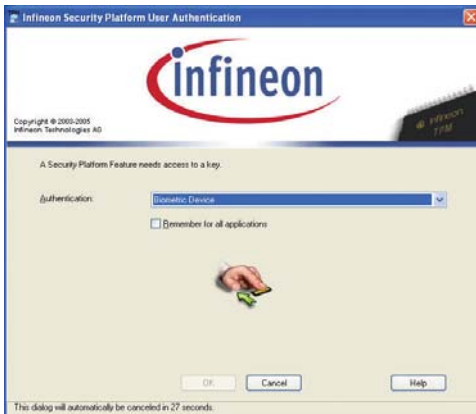 Infineon Security Platform User Authentication
infineon
Copyright © 2003-2005
Infineon Technologies AG
Infineon
TPM
A Security Platform Feature needs access to a key.
Authentication:
Biometric Device
Remember for all applications
OK
Cancel
Help
This dialog will automatically be canceled in 27 seconds.